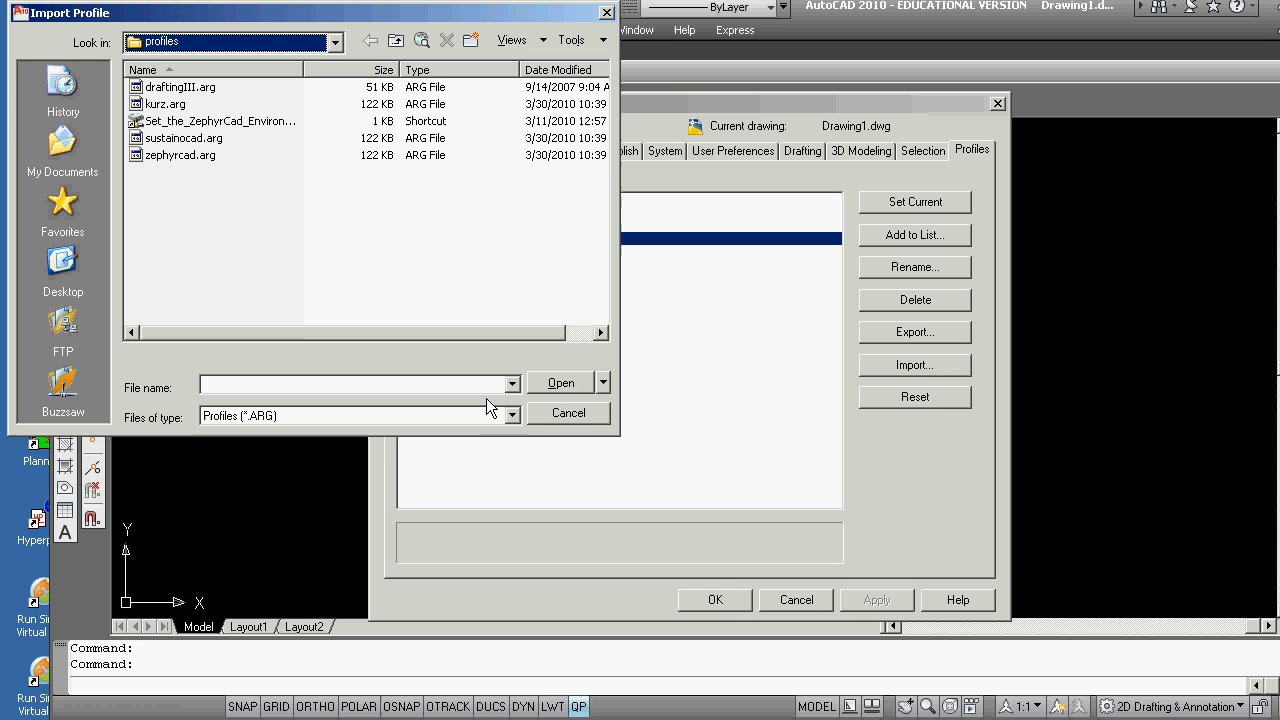 Import Profile
Look in: profiles
Views Tools
Name Size Type Date Modified
draftingIII.arg 51 KB ARG File 9/14/2007 9:04 A
kurz.arg 122 KB ARG File 3/30/2010 10:39
Set_the_ZephyrCad_Environ... 1 KB Shortcut 3/11/2010 12:57
sustainocad.arg 122 KB ARG File 3/30/2010 10:39
zephyrcad.arg 122 KB ARG File 3/30/2010 10:39
History
My Documents
Favorites
Desktop
FTP
Buzzsaw
File name: Open
Files of type: Profiles (*.ARG) Cancel
ByLayer AutoCAD 2010 - EDUCATIONAL VERSION Drawing1.d...
Window Help Express
Current drawing: Drawing1.dwg
blish System User Preferences Drafting 3D Modeling Selection Profiles
Set Current
Add to List...
Rename...
Delete
Export...
Import...
Reset
OK Cancel Apply Help
Plann
Hyperp
Run Sin
Virtual
Run Sin
Virtual
A
Y
X
Model Layout1 Layout2
Command:
Command:
SNAP GRID ORTHO POLAR OSNAP OTRACK DUCS DYN LWT QP MODEL 1:1 2D Drafting & Annotation